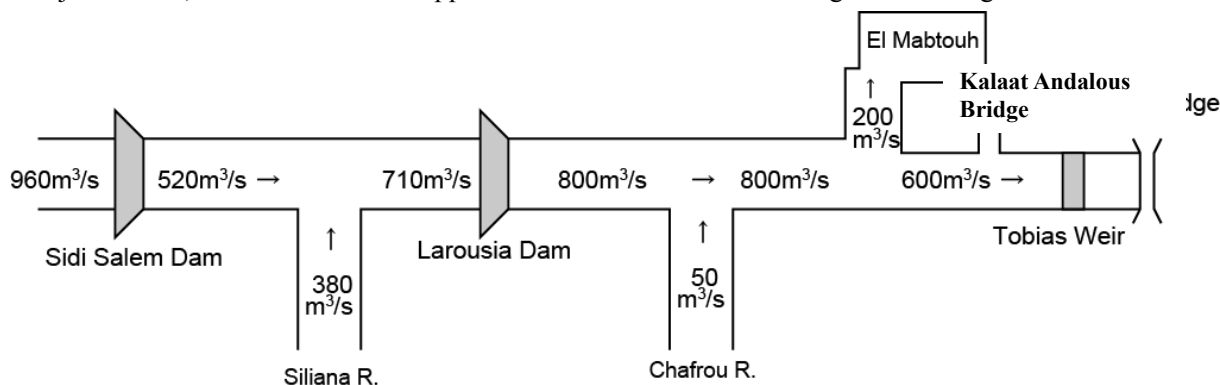 El Mabtouh
Kalaat Andalous
Bridge
dge
200
m³/s
960m³/s
520m³/s →
710m³/s
800m³/s
→
800m³/s
600m³/s →
Sidi Salem Dam
Larousia Dam
Tobias Weir
380
m³/s
50
m³/s
Siliana R.
Chafrou R.